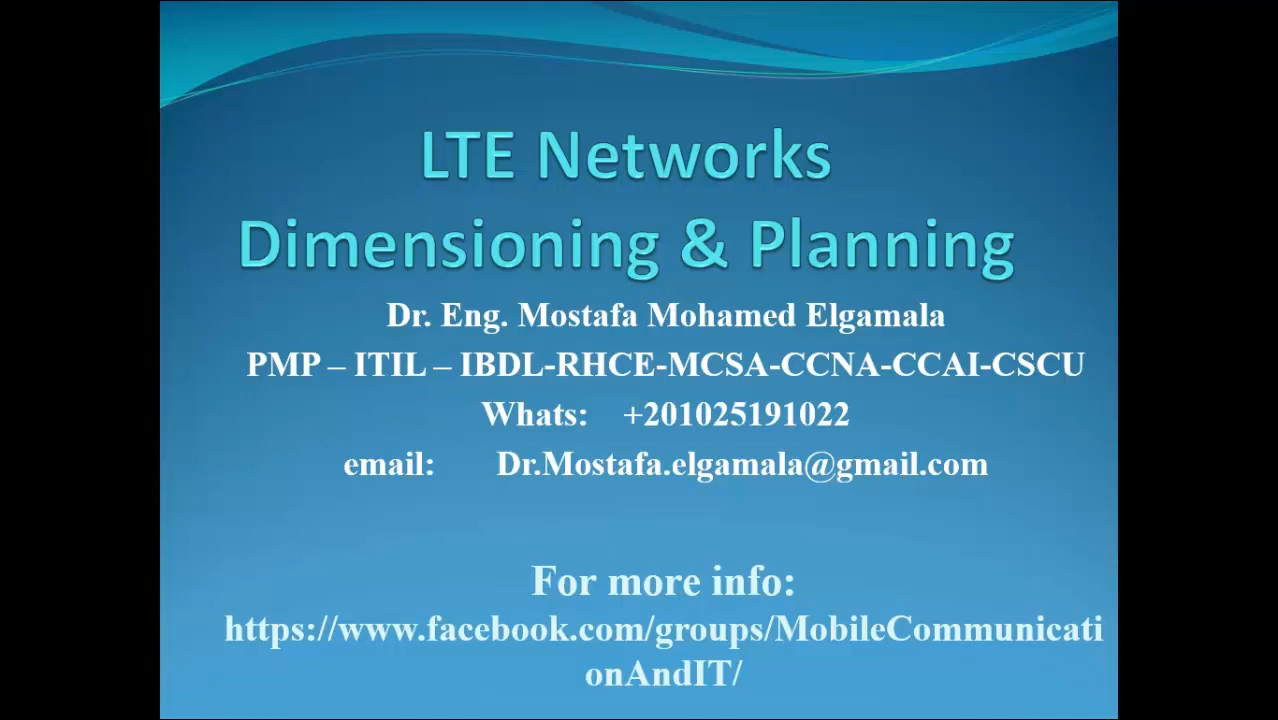 LTE Networks
Dimensioning & Planning
Dr. Eng. Mostafa Mohamed Elgamala
PMP – ITIL – IBDL-RHCE-MCSA-CCNA-CCAI-CSCU
Whats: +201025191022
email: Dr.Mostafa.elgamala@gmail.com
For more info:
https://www.facebook.com/groups/MobileCommunicati
onAndIT/